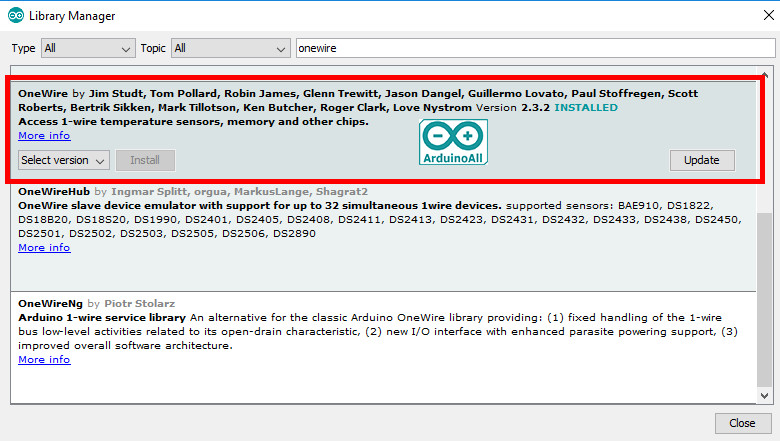 Library Manager
Type All Topic All onewire
OneWire by Jim Studt, Tom Pollard, Robin James, Glenn Trewitt, Jason Dangel, Guillermo Lovato, Paul Stoffregen, Scott
Roberts, Bertrik Sikken, Mark Tillotson, Ken Butcher, Roger Clark, Love Nystrom Version 2.3.2 INSTALLED
Access 1-wire temperature sensors, memory and other chips.
More info
ArduinoAll
Select version Install Update
OneWireHub by Ingmar Splitt, orgua, MarkusLange, Shagrat2
OneWire slave device emulator with support for up to 32 simultaneous 1wire devices. supported sensors: BAE910, DS1822,
DS18B20, DS18S20, DS1990, DS2401, DS2405, DS2408, DS2411, DS2413, DS2423, DS2431, DS2432, DS2433, DS2438, DS2450,
DS2501, DS2502, DS2503, DS2505, DS2506, DS2890
More info
OneWireNg by Piotr Stolarz
Arduino 1-wire service library An alternative for the classic Arduino OneWire library providing: (1) fixed handling of the 1-wire
bus low-level activities related to its open-drain characteristic, (2) new I/O interface with enhanced parasite powering support, (3)
improved overall software architecture.
More info
Close